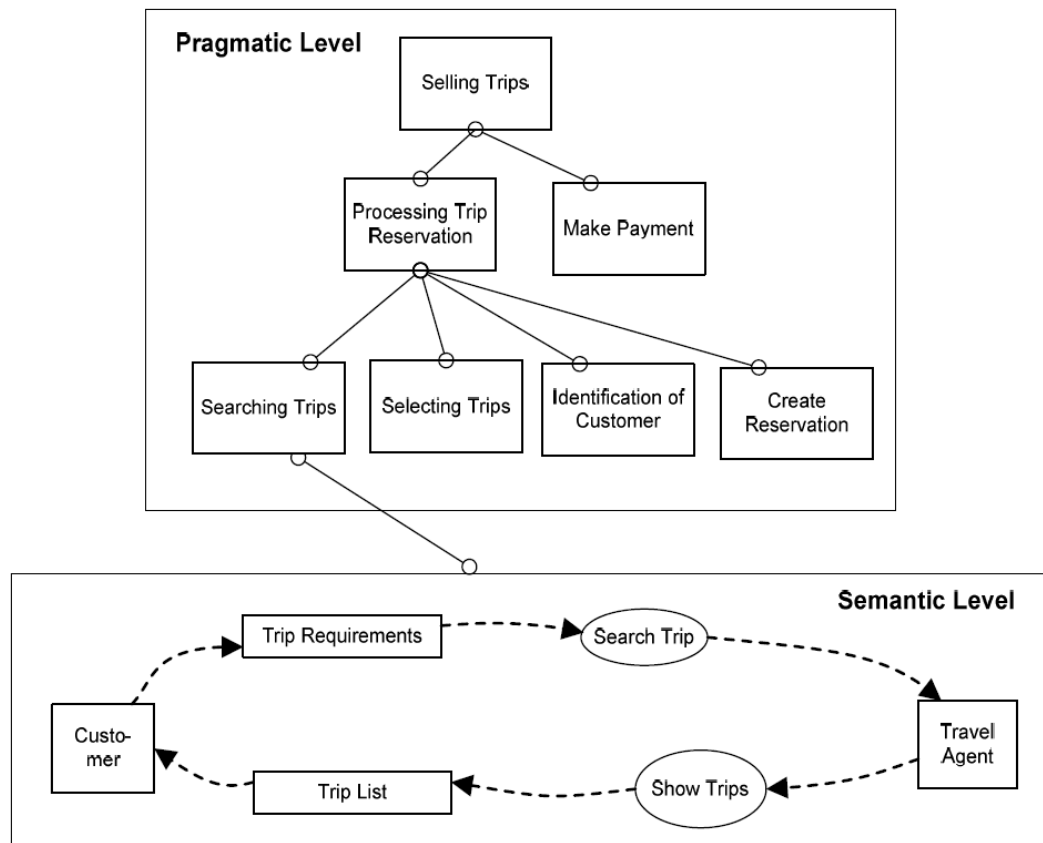 Pragmatic Level
Selling Trips
Processing Trip
Reservation
Make Payment
Searching Trips
Selecting Trips
Identification of
Customer
Create
Reservation
Semantic Level
Trip Requirements
Search Trip
Custo-
mer
Travel
Agent
Trip List
Show Trips